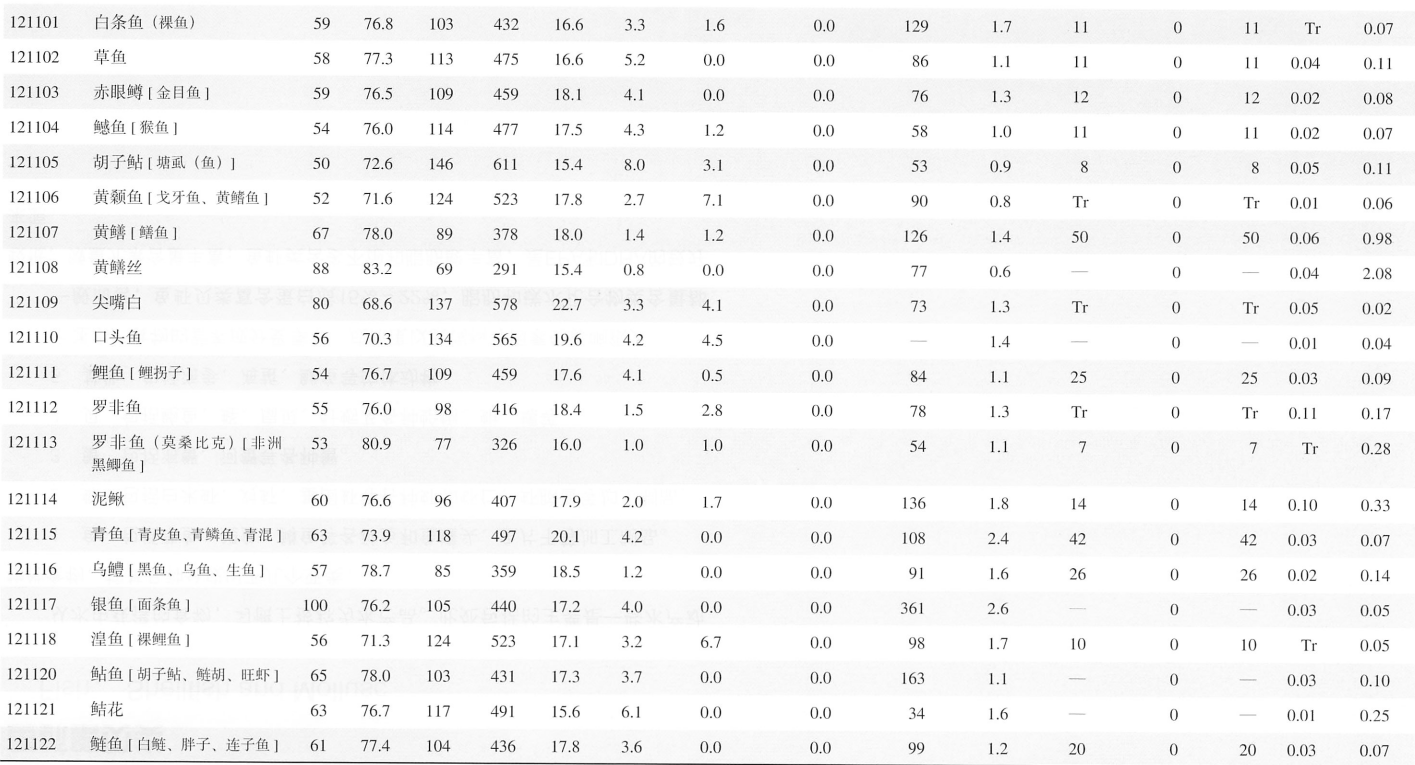 121101 白条鱼（裸鱼） 59 76.8 103 432 16.6 3.3 1.6 0.0 129 1.7 11 0 11 Tr 0.07
121102 草鱼 58 77.3 113 475 16.6 5.2 0.0 0.0 86 1.1 11 0 11 0.04 0.11
121103 赤眼鳟 [ 金目鱼 ] 59 76.5 109 459 18.1 4.1 0.0 0.0 76 1.3 12 0 12 0.02 0.08
121104 鳡鱼 [ 猴鱼 ] 54 76.0 114 477 17.5 4.3 1.2 0.0 58 1.0 11 0 11 0.02 0.07
121105 胡子鲇 [ 塘虱（鱼）] 50 72.6 146 611 15.4 8.0 3.1 0.0 53 0.9 8 0 8 0.05 0.11
121106 黄颡鱼 [ 戈牙鱼、黄鳍鱼 ] 52 71.6 124 523 17.8 2.7 7.1 0.0 90 0.8 Tr 0 Tr 0.01 0.06
121107 黄鳝 [ 鳝鱼 ] 67 78.0 89 378 18.0 1.4 1.2 0.0 126 1.4 50 0 50 0.06 0.98
121108 黄鳝丝 88 83.2 69 291 15.4 0.8 0.0 0.0 77 0.6 — 0 — 0.04 2.08
121109 尖嘴白 80 68.6 137 578 22.7 3.3 4.1 0.0 73 1.3 Tr 0 Tr 0.05 0.02
121110 口头鱼 56 70.3 134 565 19.6 4.2 4.5 0.0 — 1.4 — 0 — 0.01 0.04
121111 鲤鱼 [ 鲤拐子 ] 54 76.7 109 459 17.6 4.1 0.5 0.0 84 1.1 25 0 25 0.03 0.09
121112 罗非鱼 55 76.0 98 416 18.4 1.5 2.8 0.0 78 1.3 Tr 0 Tr 0.11 0.17
121113 罗非鱼（莫桑比克）[ 非洲 53 80.9 77 326 16.0 1.0 1.0 0.0 54 1.1 7 0 7 Tr 0.28
黑鲫鱼 ]
121114 泥鳅 60 76.6 96 407 17.9 2.0 1.7 0.0 136 1.8 14 0 14 0.10 0.33
121115 青鱼 [ 青皮鱼、青鳞鱼、青混 ] 63 73.9 118 497 20.1 4.2 0.0 0.0 108 2.4 42 0 42 0.03 0.07
121116 乌鳢 [ 黑鱼、乌鱼、生鱼 ] 57 78.7 85 359 18.5 1.2 0.0 0.0 91 1.6 26 0 26 0.02 0.14
121117 银鱼 [ 面条鱼 ] 100 76.2 105 440 17.2 4.0 0.0 0.0 361 2.6 — 0 — 0.03 0.05
121118 湟鱼 [ 裸鲤鱼 ] 56 71.3 124 523 17.1 3.2 6.7 0.0 98 1.7 10 0 10 Tr 0.05
121120 鲇鱼 [ 胡子鲇、鲢胡、旺虾 ] 65 78.0 103 431 17.3 3.7 0.0 0.0 163 1.1 — 0 — 0.03 0.10
121121 鲒花 63 76.7 117 491 15.6 6.1 0.0 0.0 34 1.6 — 0 — 0.01 0.25
121122 鲢鱼 [ 白鲢、胖子、连子鱼 ] 61 77.4 104 436 17.8 3.6 0.0 0.0 99 1.2 20 0 20 0.03 0.07